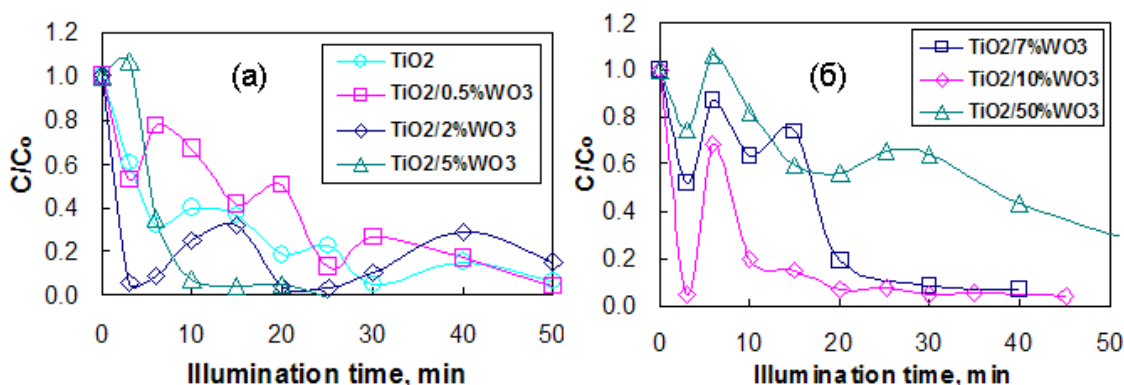 1.2
1.0
0.8
0.6
0.4
0.2
0.0
C/Co
0 10 20 30 40 50
Illumination time, min
(a)
TiO2
TiO2/0.5%WO3
TiO2/2%WO3
TiO2/5%WO3
1.2
1.0
0.8
0.6
0.4
0.2
0.0
C/Co
0 10 20 30 40 50
Illumination time, min
(б)
TiO2/7%WO3
TiO2/10%WO3
TiO2/50%WO3